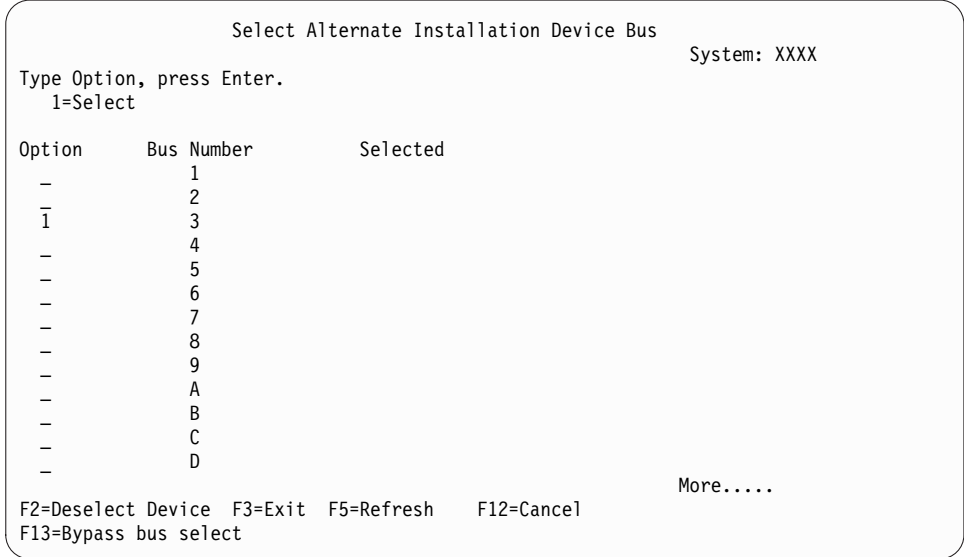 Select Alternate Installation Device Bus
System: XXXX
Type Option, press Enter.
1=Select
Option Bus Number Selected
_ 1
_ 2
1 3
_ 4
_ 5
_ 6
_ 7
_ 8
_ 9
_ A
_ B
_ C
_ D
More.....
F2=Deselect Device F3=Exit F5=Refresh F12=Cancel
F13=Bypass bus select